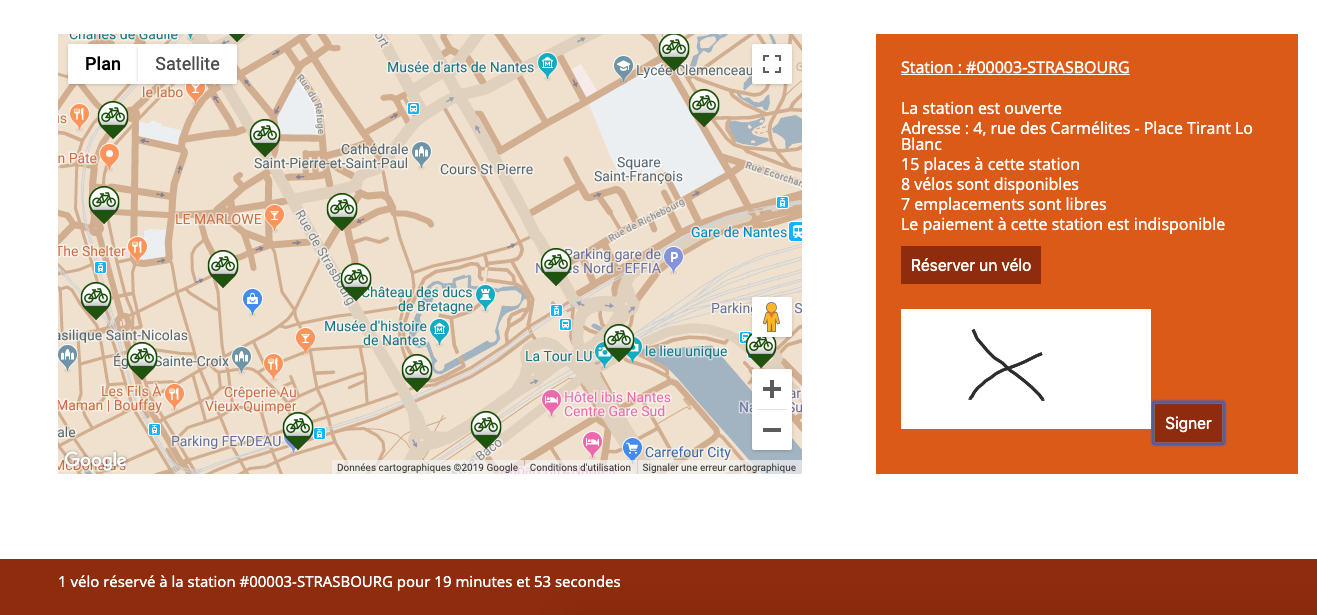 Charles de Gaulle
Plan
Satellite
Musée d'arts de Nantes
Lycée Clemenceau
le labo
Rue du Refuge
n Pâte
Cathédrale
Saint-Pierre-et-Saint-Paul
Cours St Pierre
Square
Saint-François
Rue Ecorchar
LE MARLOWE
Rue de Strasbourg
Rue de Richebourg
Gare de Nantes
The Shelter
Parking gare de
Nantes Nord - EFFIA
Château des ducs
de Bretagne
Parking
Musée d'histoire
de Nantes
asilique Saint-Nicolas
La Tour LU
le lieu unique
Sainte-Croix
Les Fils À
Maman | Bouffay
Crêperie Au
Vieux Quimper
Hôtel ibis Nantes
Centre Gare Sud
ale
Parking FEYDEAU
Baco
Carrefour City
Google
McDonald's
Données cartographiques ©2019 Google
Conditions d'utilisation
Signaler une erreur cartographique
Station : #00003-STRASBOURG
La station est ouverte
Adresse : 4, rue des Carmélites - Place Tirant Lo
Blanc
15 places à cette station
8 vélos sont disponibles
7 emplacements sont libres
Le paiement à cette station est indisponible
Réserver un vélo
Signer
1 vélo réservé à la station #00003-STRASBOURG pour 19 minutes et 53 secondes